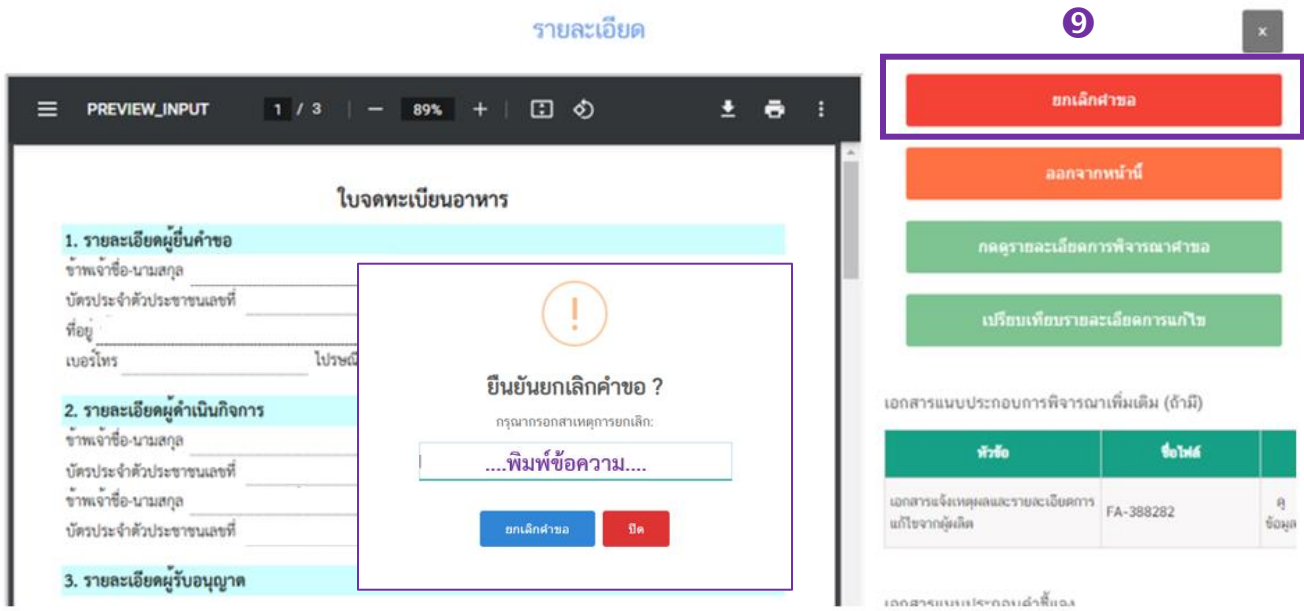 รายละเอียด
9
x
PREVIEW_INPUT 1 / 3 | − 89% + |
ใบจดทะเบียนอาหาร
1. รายละเอียดผู้ยื่นคำขอ
ข้าพเจ้าชื่อ-นามสกุล
บัตรประจำตัวประชาชนเลขที่
ที่อยู่
เบอร์โทร
2. รายละเอียดผู้ดำเนินกิจการ
ข้าพเจ้าชื่อ-นามสกุล
บัตรประจำตัวประชาชนเลขที่
ข้าพเจ้าชื่อ-นามสกุล
บัตรประจำตัวประชาชนเลขที่
3. รายละเอียดผู้รับอนุญาต
!
ยืนยันยกเลิกคำขอ ?
กรุณากรอกสาเหตุการยกเลิก:
....พิมพ์ข้อความ....
ยกเลิกคำขอ ปิด
ยกเลิกคำขอ
ออกจากหน้านี้
กดดูรายละเอียดการพิจารณาคำขอ
เปรียบเทียบรายละเอียดการแก้ไข
เอกสารแนบประกอบการพิจารณาเพิ่มเติม (ถ้ามี)
หัวข้อ ชื่อไฟล์
เอกสารแจ้งเหตุผลและรายละเอียดการ
แก้ไขจากผู้ผลิต
FA-388282
ดู
ข้อมูล